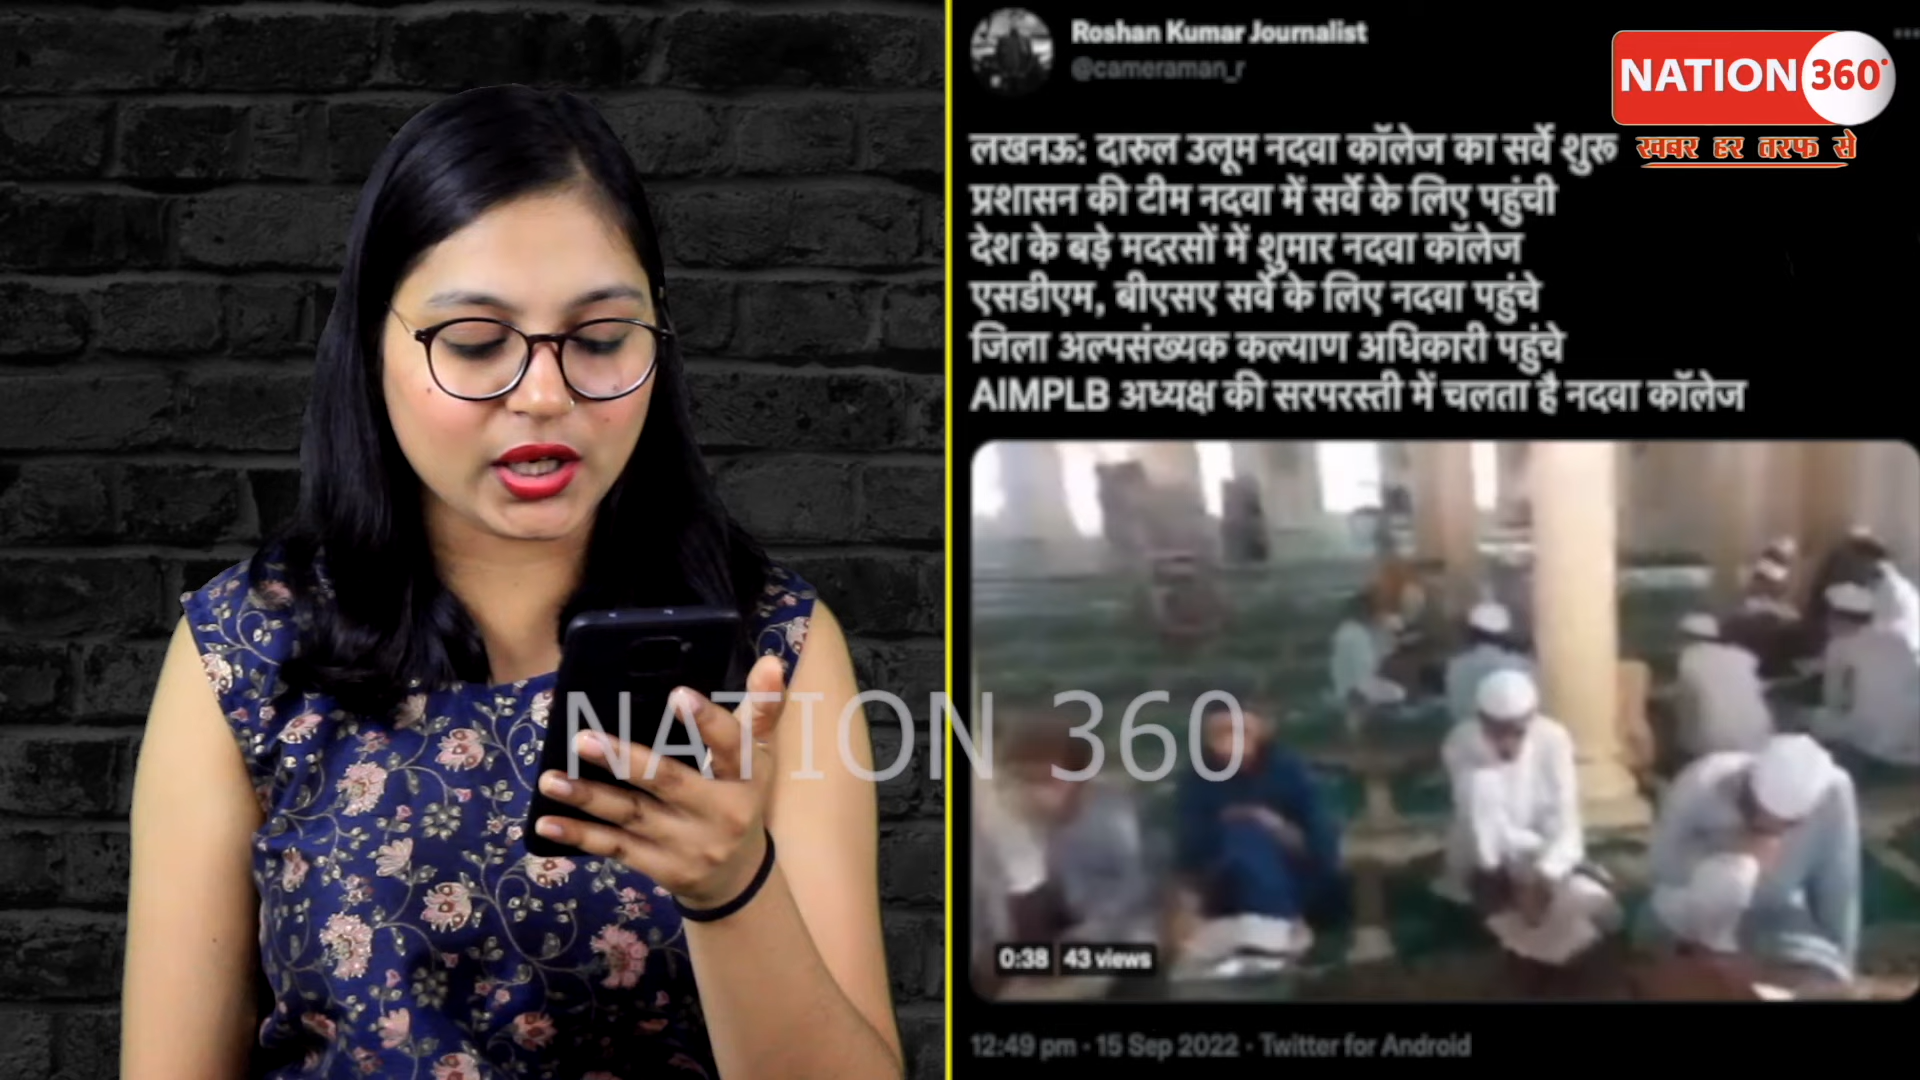 Roshan Kumar Journalist
@cameraman_r
NATION 360
खबर हर तरफ से
लखनऊ: दारुल उलूम नदवा कॉलेज का सर्वे शुरू
प्रशासन की टीम नदवा में सर्वे के लिए पहुंची
देश के बड़े मदरसों में शुमार नदवा कॉलेज
एसडीएम, बीएसए सर्वे के लिए नदवा पहुंचे
जिला अल्पसंख्यक कल्याण अधिकारी पहुंचे
AIMPLB अध्यक्ष की सरपरस्ती में चलता है नदवा कॉलेज
NATION 360
0:38 43 views
12:49 pm · 15 Sep 2022 · Twitter for Android